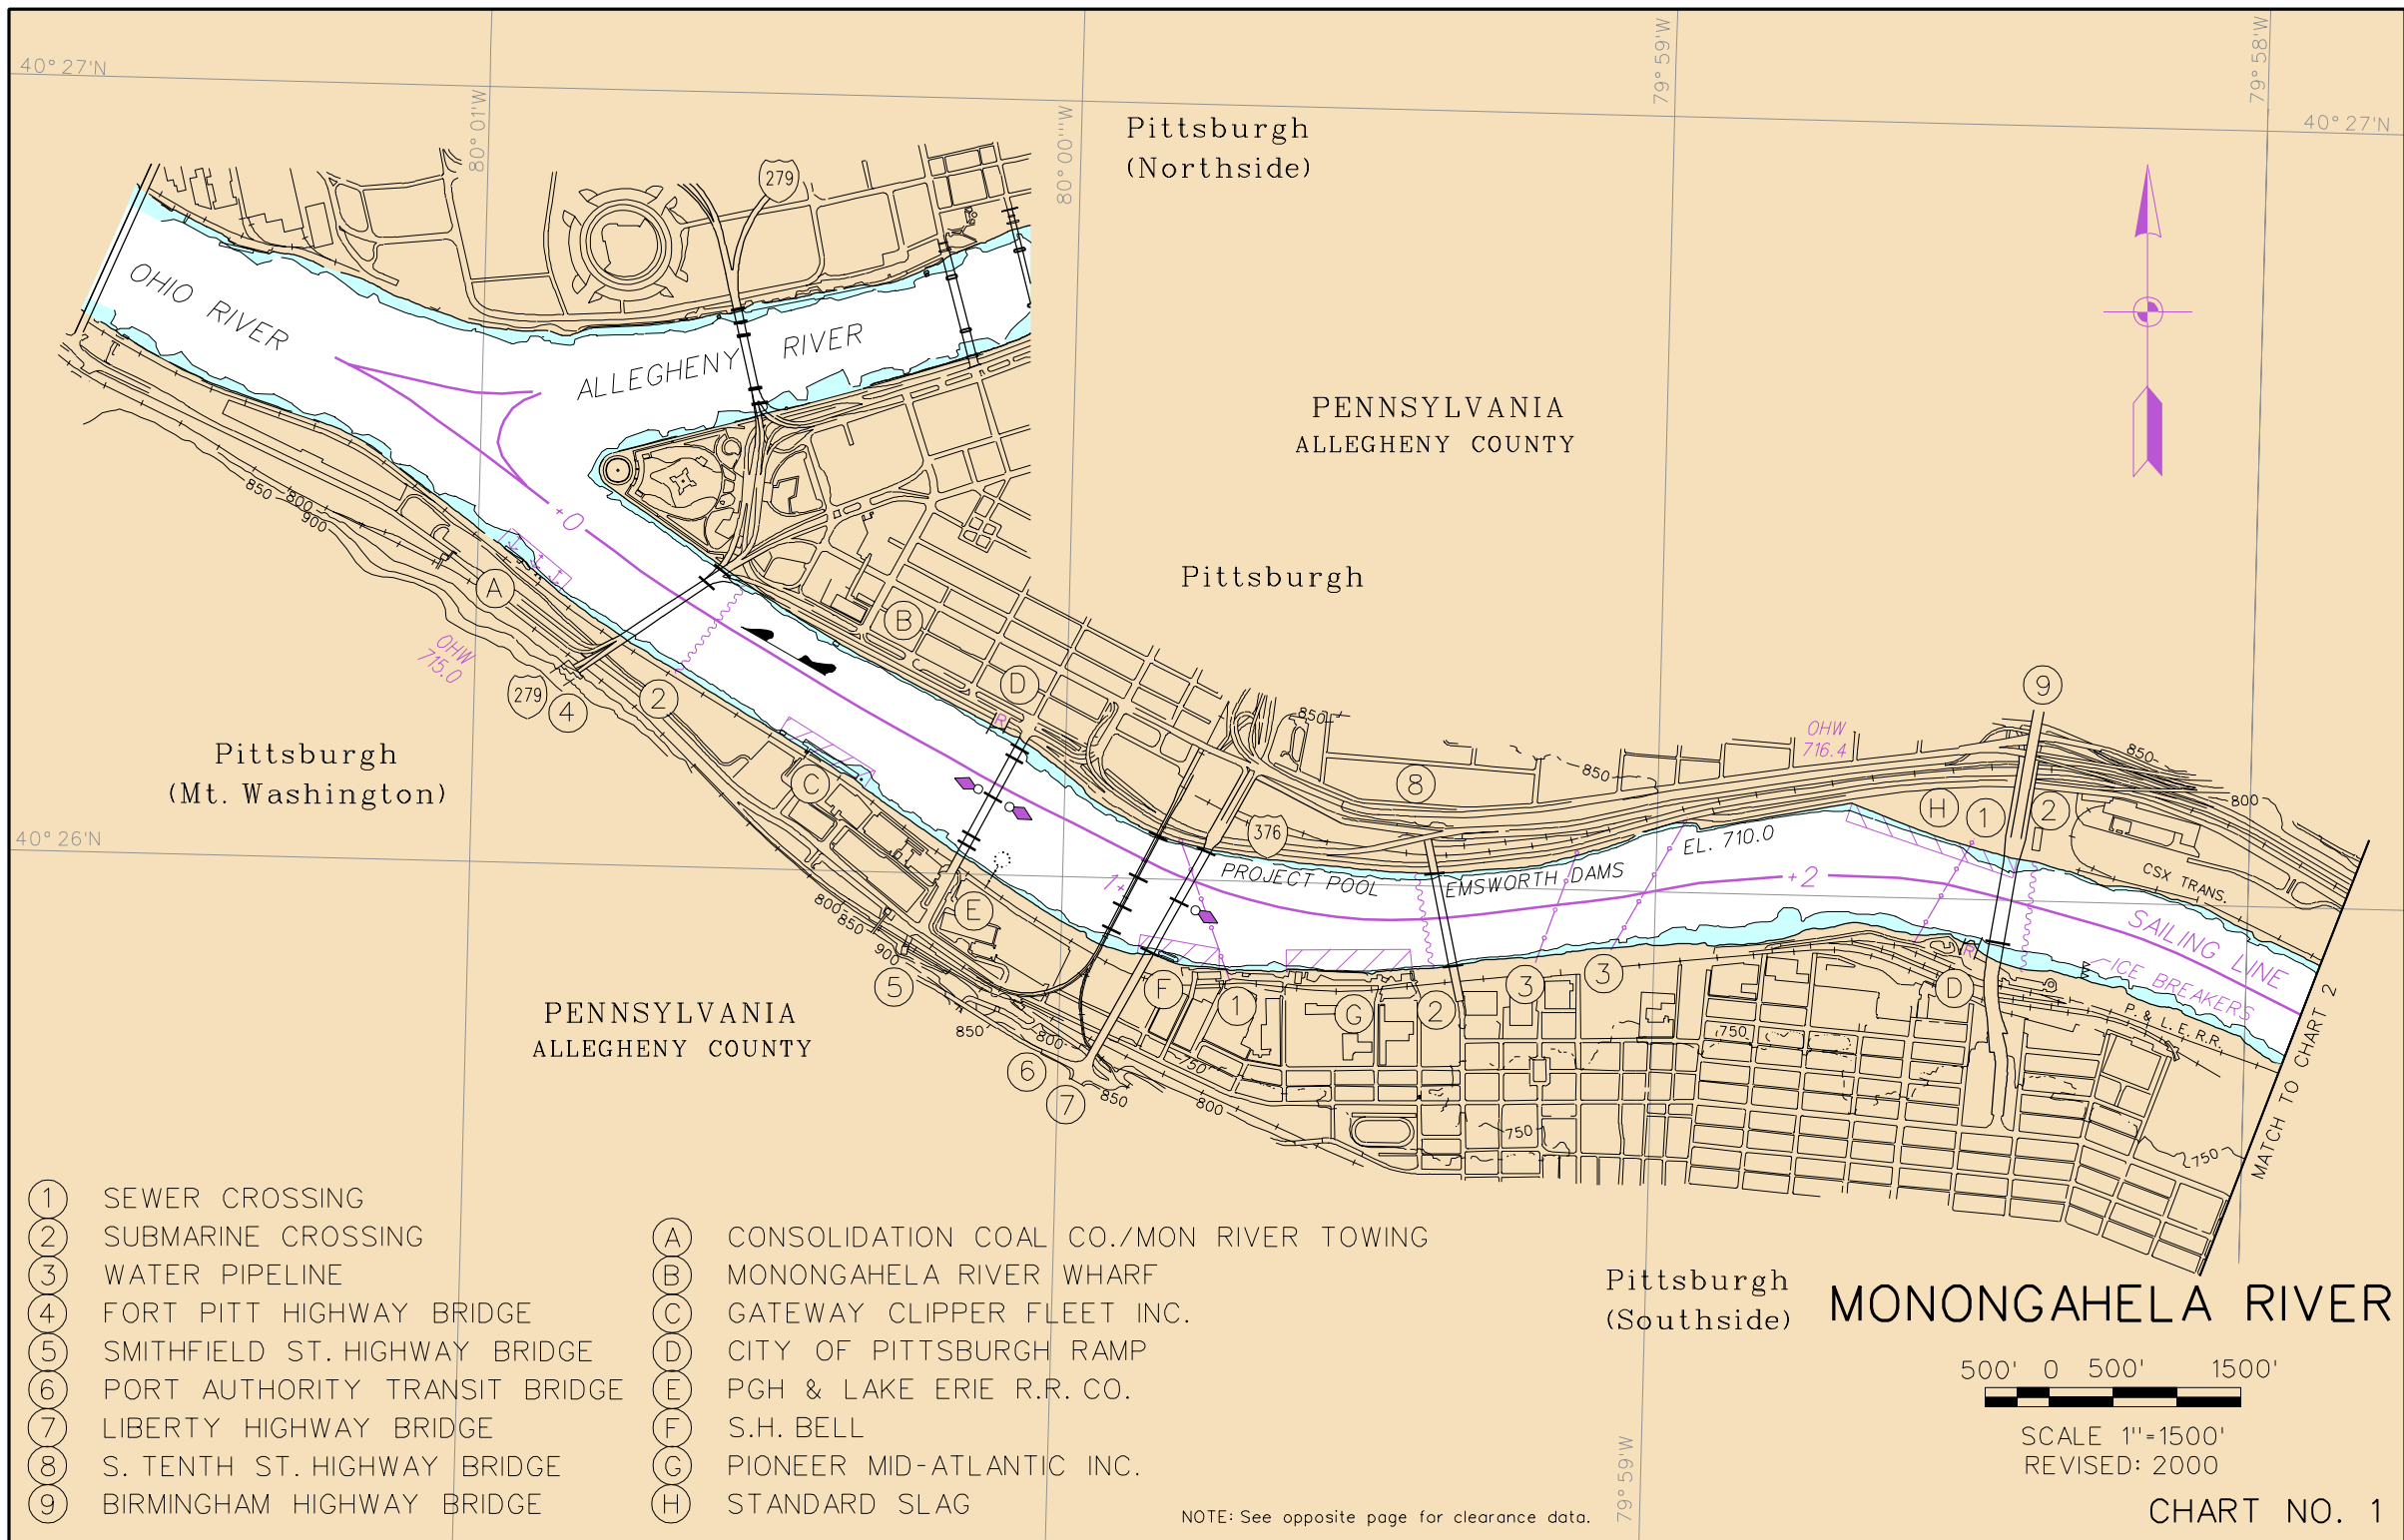 40° 27'N
80° 01'W
80° 00''W
79° 59'W
79° 58'W
40° 27'N
Pittsburgh
(Northside)
279
OHIO RIVER
ALLEGHENY RIVER
PENNSYLVANIA
ALLEGHENY COUNTY
850
800
900
+0
Pittsburgh
A
B
OHW
715.0
279
4
2
D
R
9
850
OHW
716.4
850
850
8
800
Pittsburgh
(Mt. Washington)
C
H
1
2
376
40° 26'N
EL. 710.0
PROJECT POOL
EMSWORTH DAMS
1+
+2
CSX TRANS.
SAILING LINE
ICE BREAKERS
800
850
900
E
5
F
1
G
2
3
3
R
D
P. & L. E. R.R.
MATCH TO CHART 2
PENNSYLVANIA
ALLEGHENY COUNTY
850
800
750
6
7
850
800
750
750
750
1 SEWER CROSSING
2 SUBMARINE CROSSING
3 WATER PIPELINE
4 FORT PITT HIGHWAY BRIDGE
5 SMITHFIELD ST. HIGHWAY BRIDGE
6 PORT AUTHORITY TRANSIT BRIDGE
7 LIBERTY HIGHWAY BRIDGE
8 S. TENTH ST. HIGHWAY BRIDGE
9 BIRMINGHAM HIGHWAY BRIDGE
A CONSOLIDATION COAL CO./MON RIVER TOWING
B MONONGAHELA RIVER WHARF
C GATEWAY CLIPPER FLEET INC.
D CITY OF PITTSBURGH RAMP
E PGH & LAKE ERIE R.R. CO.
F S.H. BELL
G PIONEER MID-ATLANTIC INC.
H STANDARD SLAG
NOTE: See opposite page for clearance data.
79° 59'W
Pittsburgh
(Southside)
MONONGAHELA RIVER
500' 0 500' 1500'
SCALE 1''=1500'
REVISED: 2000
CHART NO. 1